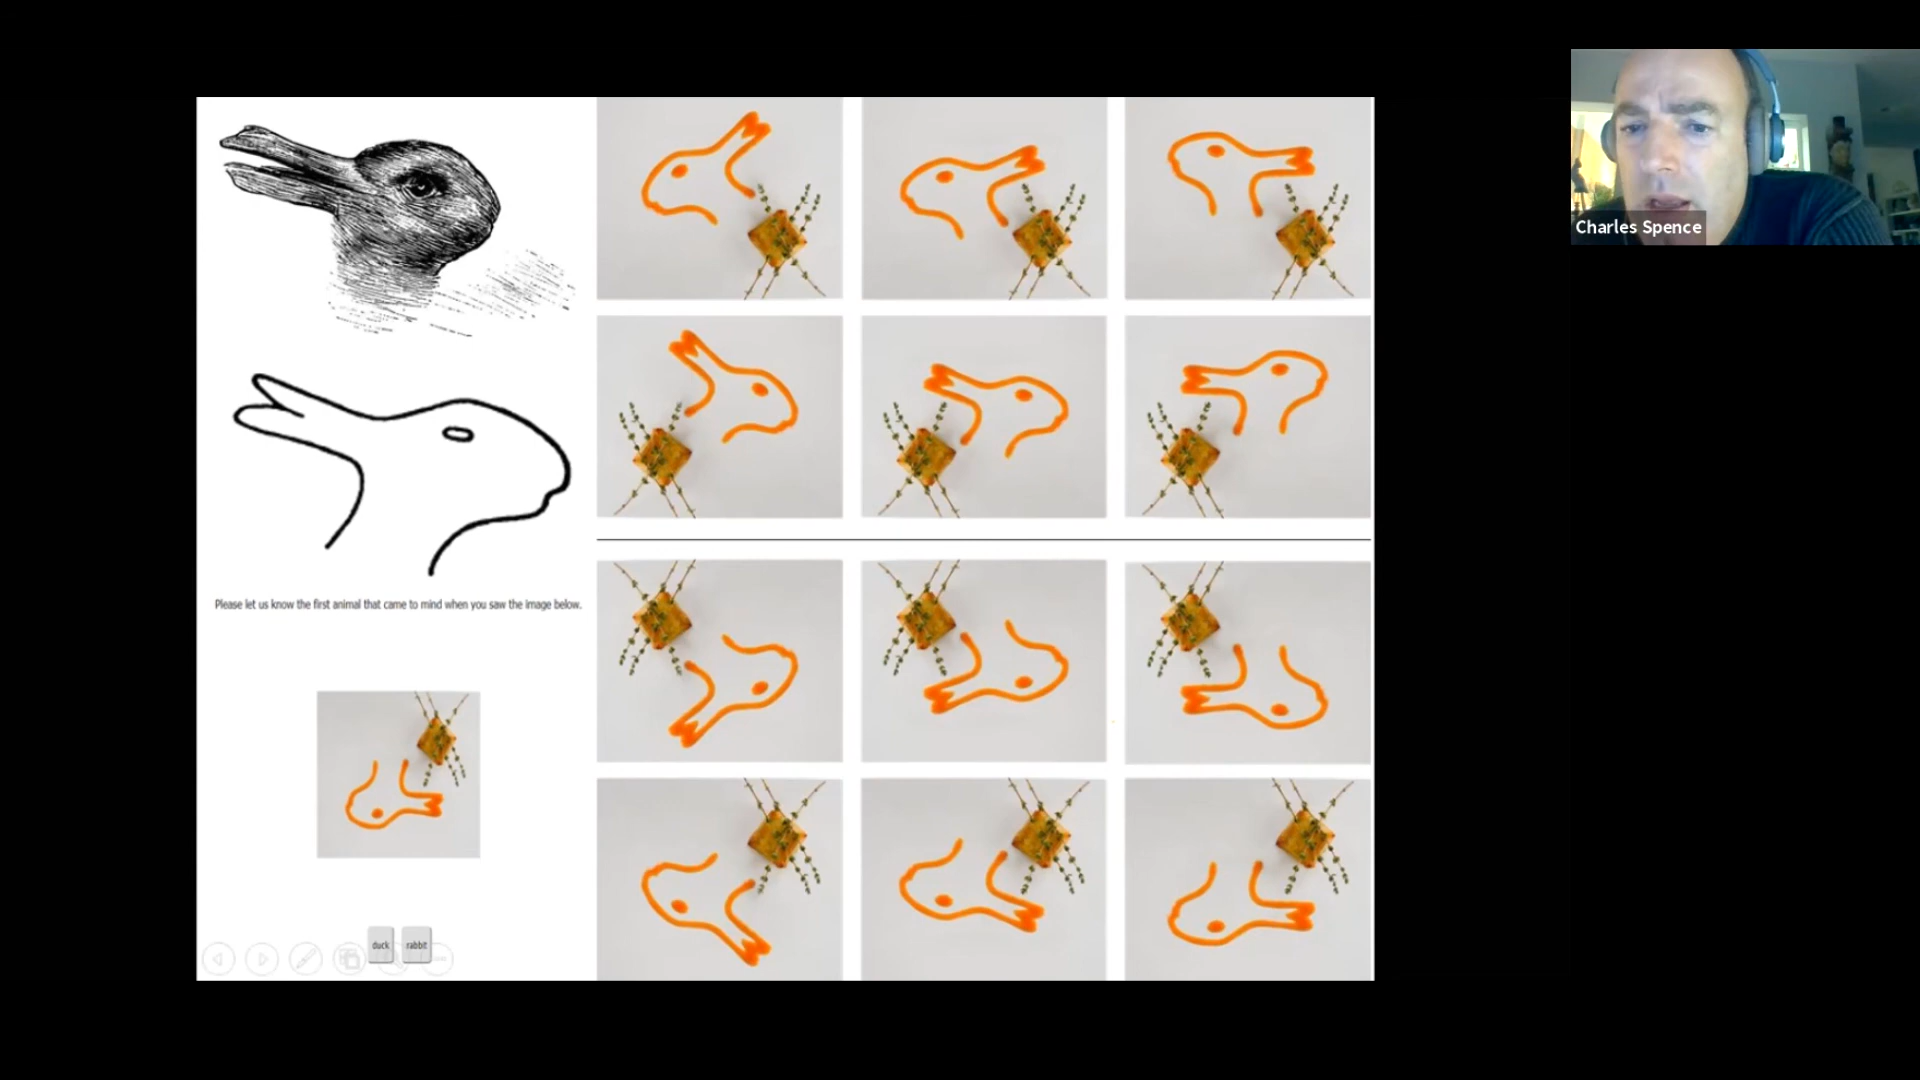 Charles Spence
Please let us know the first animal that came to mind when you saw the image below.
duck rabbit